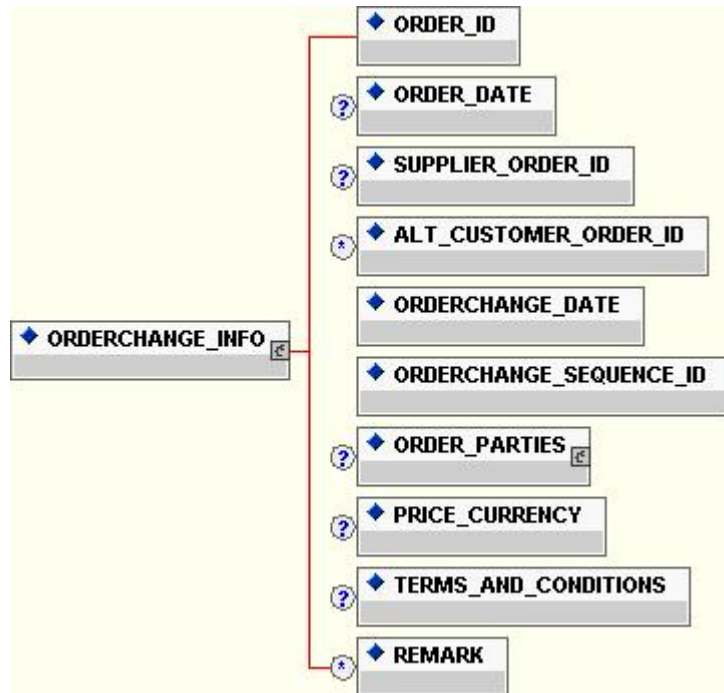 ORDER_ID
? ORDER_DATE
? SUPPLIER_ORDER_ID
* ALT_CUSTOMER_ORDER_ID
ORDERCHANGE_DATE
ORDERCHANGE_INFO
ORDERCHANGE_SEQUENCE_ID
? ORDER_PARTIES
? PRICE_CURRENCY
? TERMS_AND_CONDITIONS
* REMARK